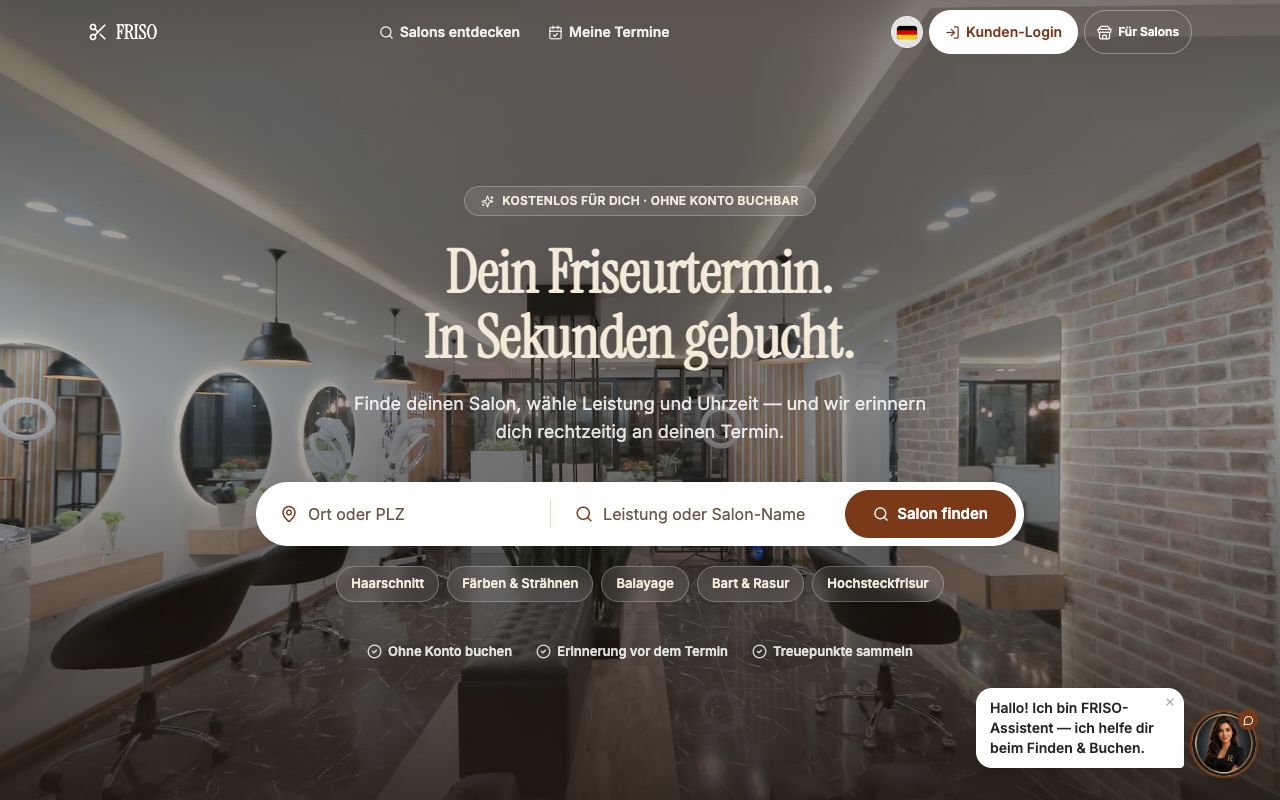 FRISO
Salons entdecken
Meine Termine
Kunden-Login
Für Salons
KOSTENLOS FÜR DICH · OHNE KONTO BUCHBAR
Dein Friseurtermin.
In Sekunden gebucht.
Finde deinen Salon, wähle Leistung und Uhrzeit — und wir erinnern
dich rechtzeitig an deinen Termin.
Ort oder PLZ
Leistung oder Salon-Name
Salon finden
Haarschnitt
Färben & Strähnen
Balayage
Bart & Rasur
Hochsteckfrisur
Ohne Konto buchen
Erinnerung vor dem Termin
Treuepunkte sammeln
Hallo! Ich bin FRISO-
Assistent — ich helfe dir
beim Finden & Buchen.